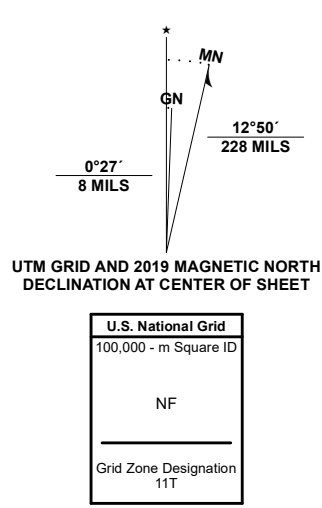 ★
MN
GN
12°50´
228 MILS
0°27´
8 MILS
UTM GRID AND 2019 MAGNETIC NORTH
DECLINATION AT CENTER OF SHEET
U.S. National Grid
100,000 - m Square ID
NF
Grid Zone Designation
11T